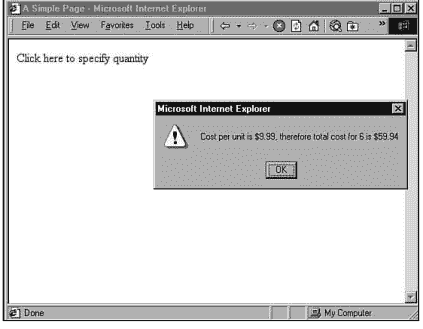 A Simple Page - Microsoft Internet Explorer
File Edit View Favorites Tools Help »
Click here to specify quantity
Microsoft Internet Explorer
Cost per unit is $9.99, therefore total cost for 6 is $59.94
OK
Done My Computer